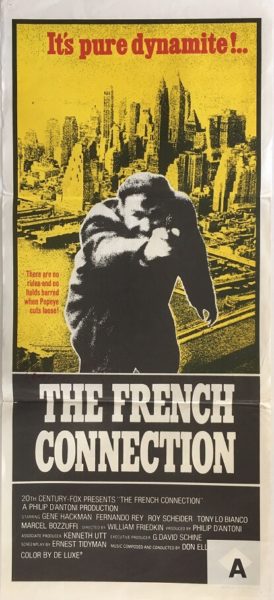 It's pure dynamite!..
There are no
rules and no
holds barred
when Popeye
cuts loose!
THE FRENCH
CONNECTION
20TH CENTURY-FOX PRESENTS "THE FRENCH CONNECTION"
A PHILIP D'ANTONI PRODUCTION
STARRING GENE HACKMAN FERNANDO REY ROY SCHEIDER TONY LO BIANCO
MARCEL BOZZUFFI DIRECTED BY WILLIAM FRIEDKIN PRODUCED BY PHILIP D'ANTONI
ASSOCIATE PRODUCER KENNETH UTT EXECUTIVE PRODUCER G. DAVID SCHINE
SCREENPLAY BY ERNEST TIDYMAN MUSIC COMPOSED AND CONDUCTED BY DON ELL
COLOR BY DE LUXE®
A